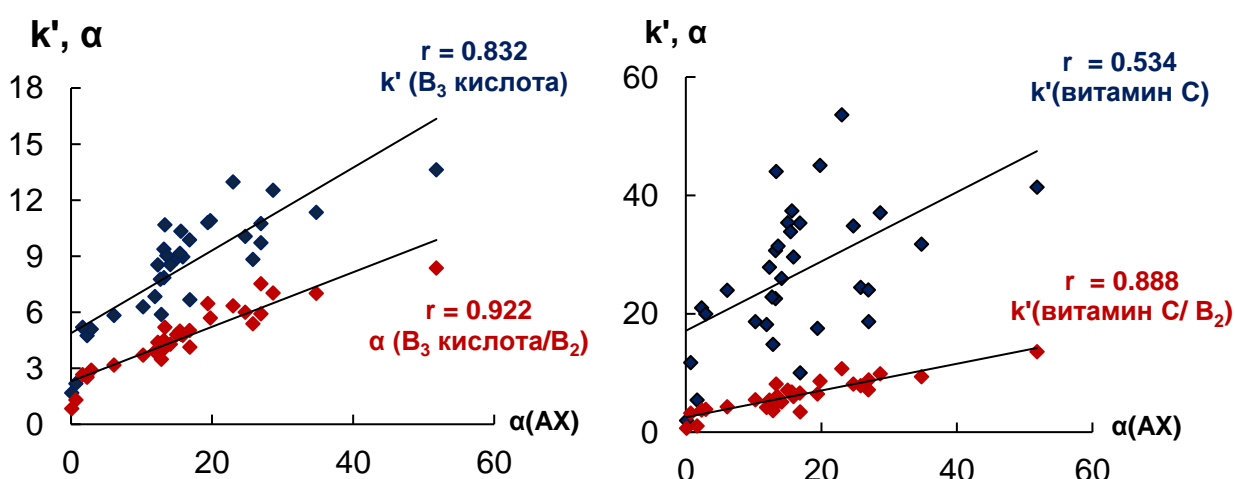 k', α
r = 0.832
k' (B₃ кислота)
18
15
12
9
6
3
0
r = 0.922
α (B₃ кислота/B₂)
α(AX)
0
20
40
60
k', α
r = 0.534
k'(витамин C)
60
40
20
0
r = 0.888
k'(витамин C/ B₂)
α(AX)
0
20
40
60